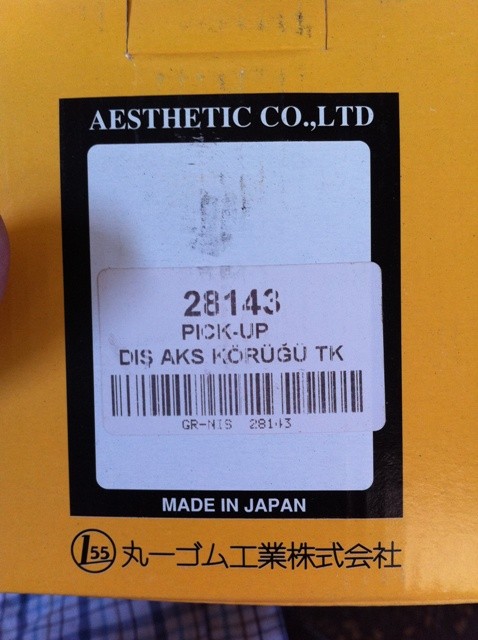 AESTHETIC CO.,LTD
28143
PICK-UP
DIŞ AKS KÖRÜĞÜ TK
GR-NIS 28143
MADE IN JAPAN
155 丸一ゴム工業株式会社